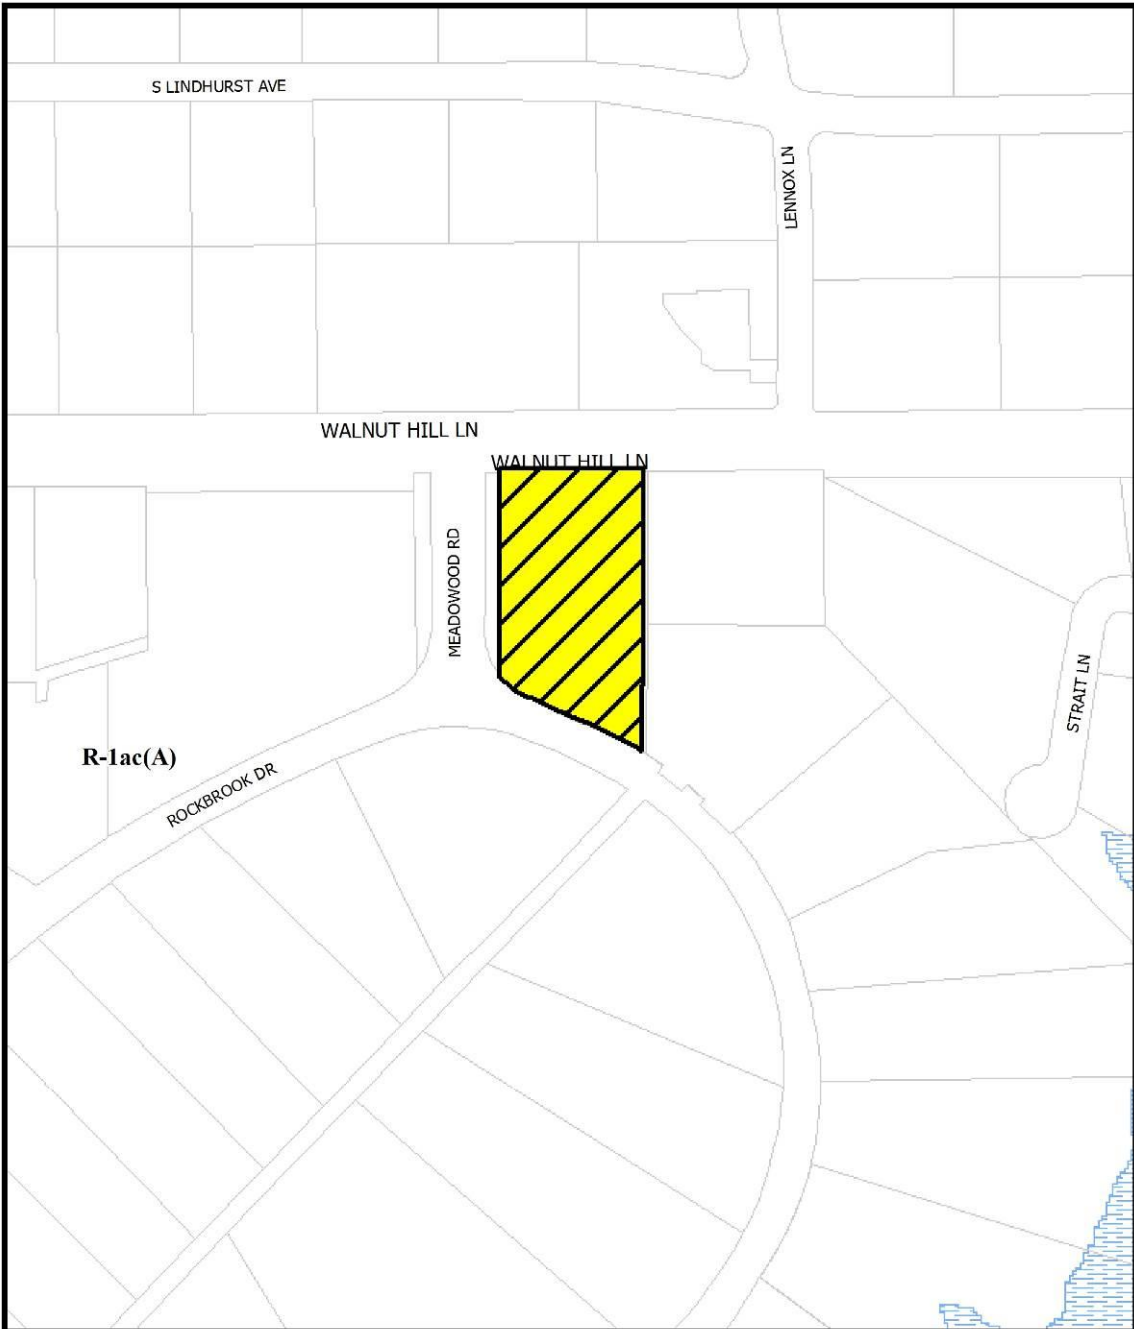 S LINDHURST AVE
LENNOX LN
WALNUT HILL LN
WALNUT HILL LN
MEADOWOOD RD
STRAIT LN
R-1ac(A)
ROCKBROOK DR